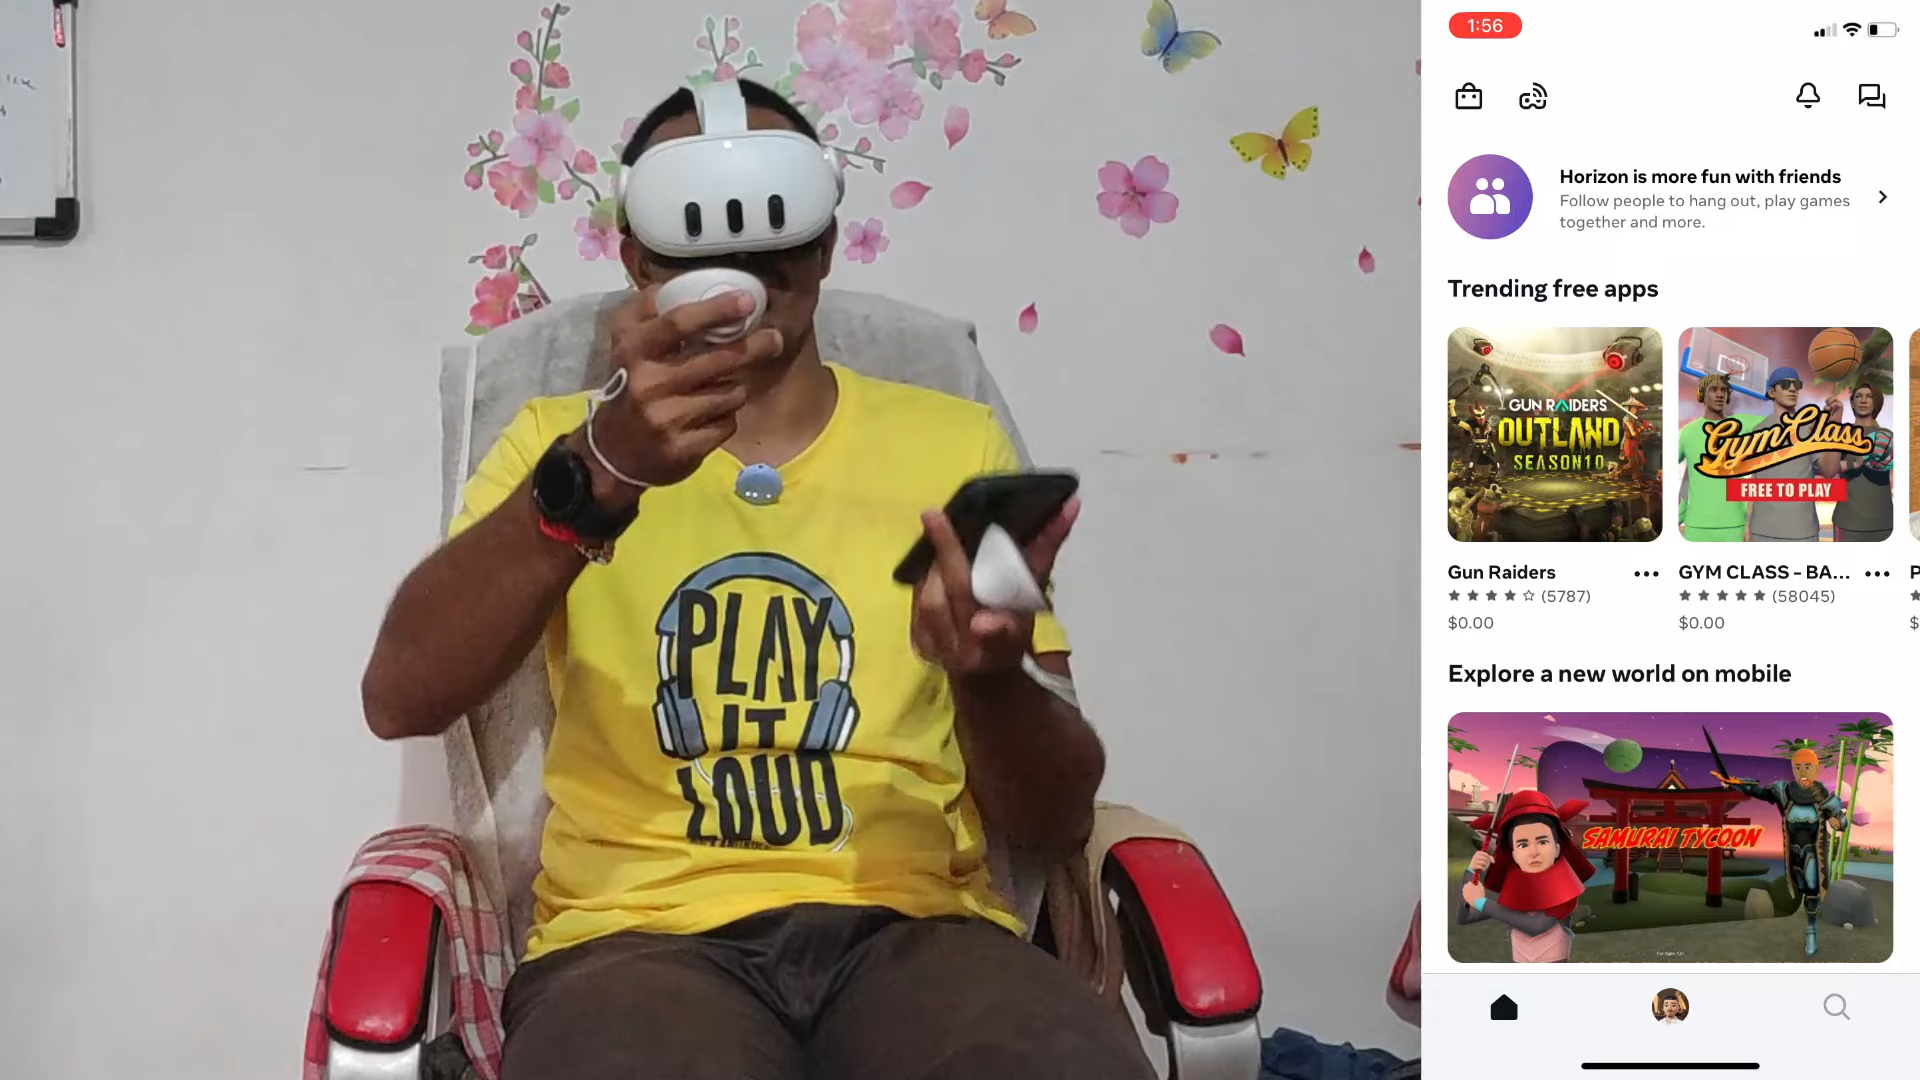 PLAY
IT
LOUD
1:56
Horizon is more fun with friends
Follow people to hang out, play games
together and more.
Trending free apps
GUN RAIDERS
OUTLAND
SEASON 10
Gym Class
FREE TO PLAY
Gun Raiders
(5787)
$0.00
GYM CLASS - BA...
(58045)
$0.00
P
$
Explore a new world on mobile
SAMURAI TYCOON